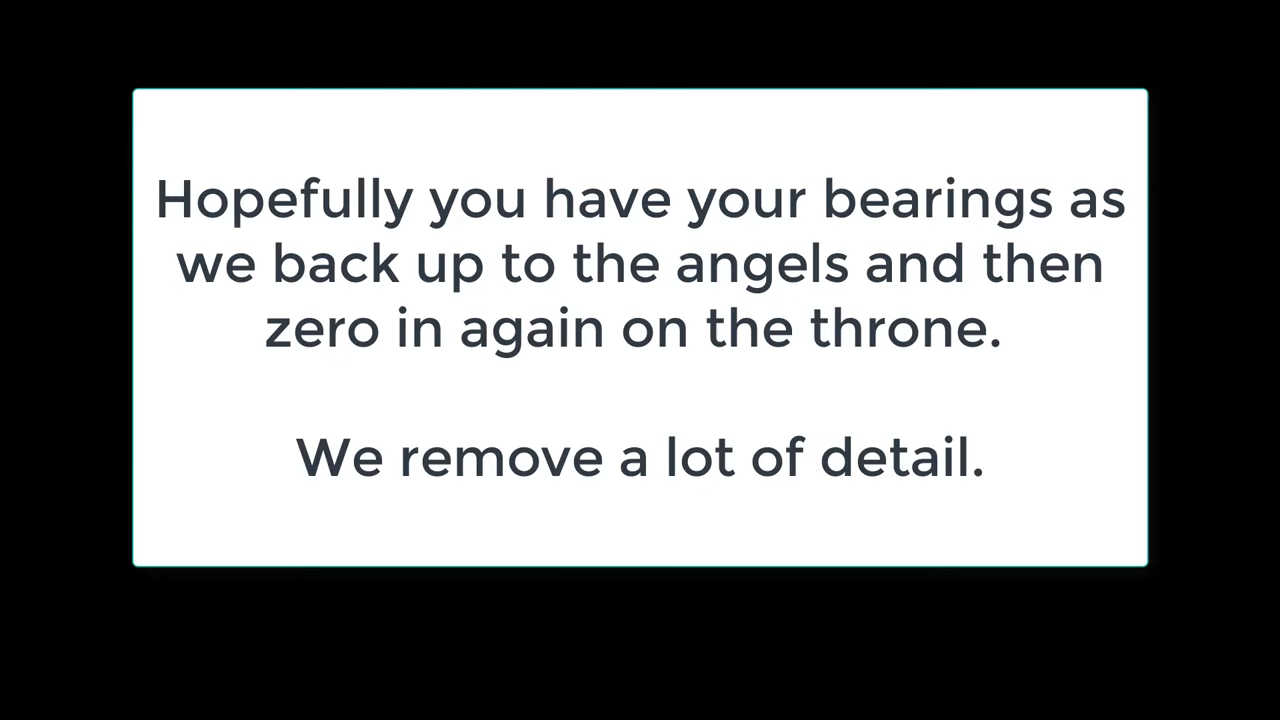 Hopefully you have your bearings as
we back up to the angels and then
zero in again on the throne.
We remove a lot of detail.